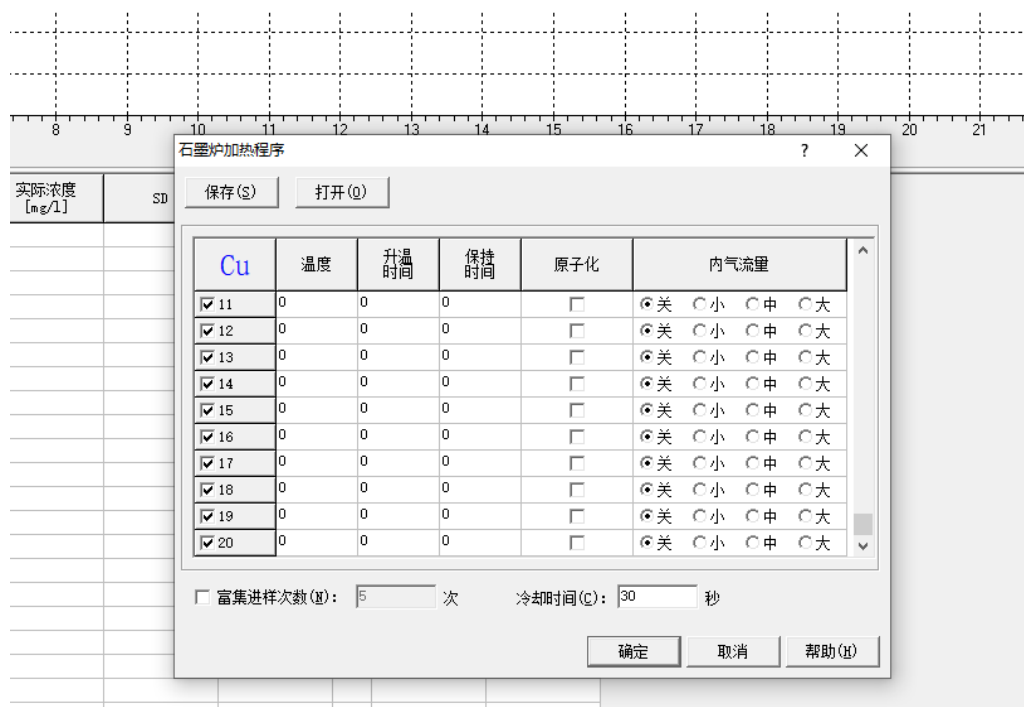 8 9 10 11 12 13 14 15 16 17 18 19 20 21
石墨炉加热程序 ?
实际浓度
[mg/l]
SD
保存(S) 打开(O)
Cu 温度 升温时间 保持时间 原子化 内气流量
11 0 0 0 关 小 中 大
12 0 0 0 关 小 中 大
13 0 0 0 关 小 中 大
14 0 0 0 关 小 中 大
15 0 0 0 关 小 中 大
16 0 0 0 关 小 中 大
17 0 0 0 关 小 中 大
18 0 0 0 关 小 中 大
19 0 0 0 关 小 中 大
20 0 0 0 关 小 中 大
富集进样次数(N): 5 次 冷却时间(C): 30 秒
确定 取消 帮助(H)